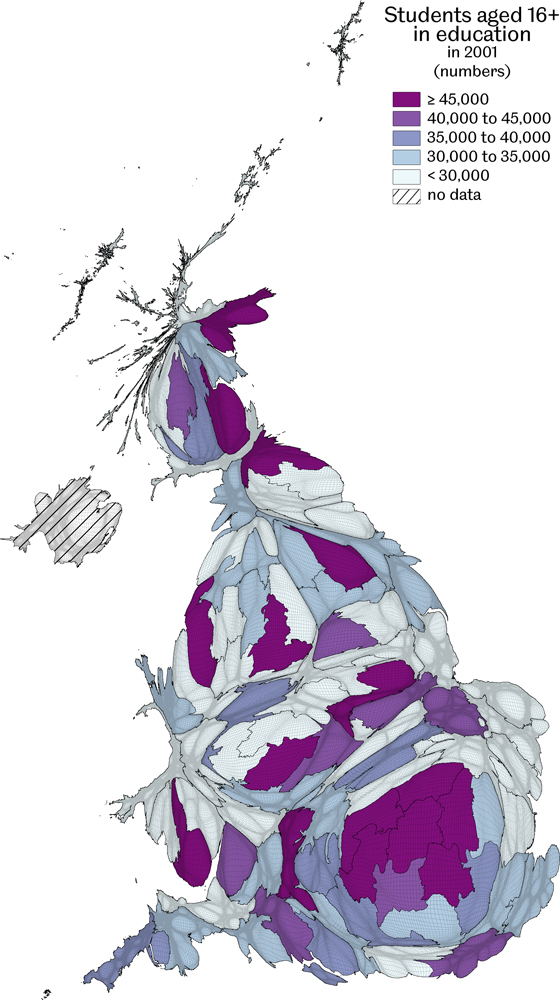 Students aged 16+
in education
in 2001
(numbers)
≥ 45,000
40,000 to 45,000
35,000 to 40,000
30,000 to 35,000
< 30,000
no data